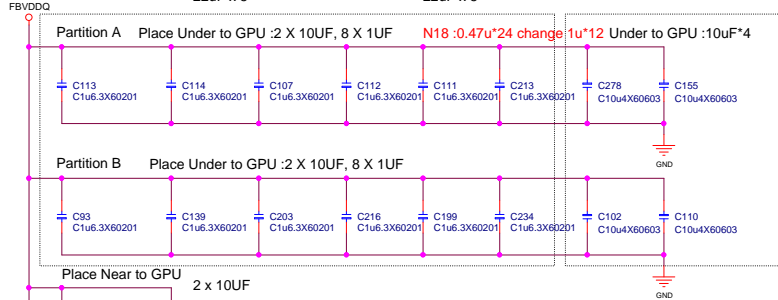 FBVDDQ
Partition A Place Under to GPU :2 X 10UF, 8 X 1UF N18 :0.47u*24 change 1u*12 Under to GPU :10uF*4
C113 C114 C107 C112 C111 C213 C278 C155
C1u6.3X60201 C1u6.3X60201 C1u6.3X60201 C1u6.3X60201 C1u6.3X60201 C1u6.3X60201 C10u4X60603 C10u4X60603
GND
Partition B Place Under to GPU :2 X 10UF, 8 X 1UF
C93 C139 C203 C216 C199 C234 C102 C110
C1u6.3X60201 C1u6.3X60201 C1u6.3X60201 C1u6.3X60201 C1u6.3X60201 C1u6.3X60201 C10u4X60603 C10u4X60603
GND
Place Near to GPU
2 x 10UF